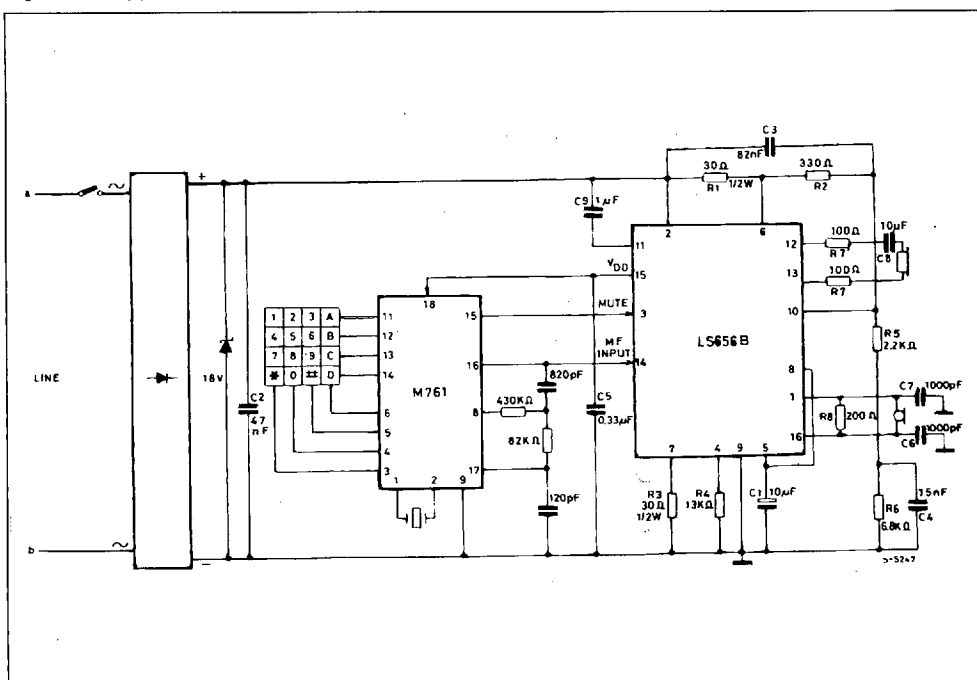 C3
82nF
30Ω
330Ω
R1
1/2W
R2
a
~
+
C9
1µF
2
6
11
12
100Ω
R7
10µF
C8
13
100Ω
R7
VDD
15
18
MUTE
3
15
10
1 2 3 A
4 5 6 B
7 8 9 C
* 0 # D
11
12
13
14
LS656B
R5
2.2KΩ
MF
INPUT
14
16
820pF
8
1
C7
1000pF
LINE
18V
C2
47
nF
M761
6
5
4
3
8
430KΩ
82KΩ
17
C5
0.33µF
R8
200Ω
16
C6
1000pF
7
4
9
5
1
2
9
120pF
R3
30Ω
1/2W
R4
13KΩ
C1
10µF
R6
6.8KΩ
15nF
C4
b
~
–
5-5247